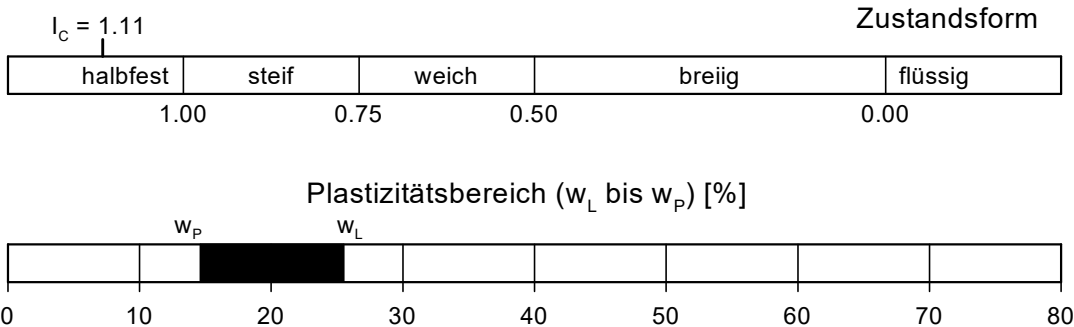 Zustandsform
I_C = 1.11
halbfest steif weich breiig flüssig
1.00 0.75 0.50 0.00
Plastizitätsbereich (w_L bis w_P) [%]
w_P w_L
0 10 20 30 40 50 60 70 80